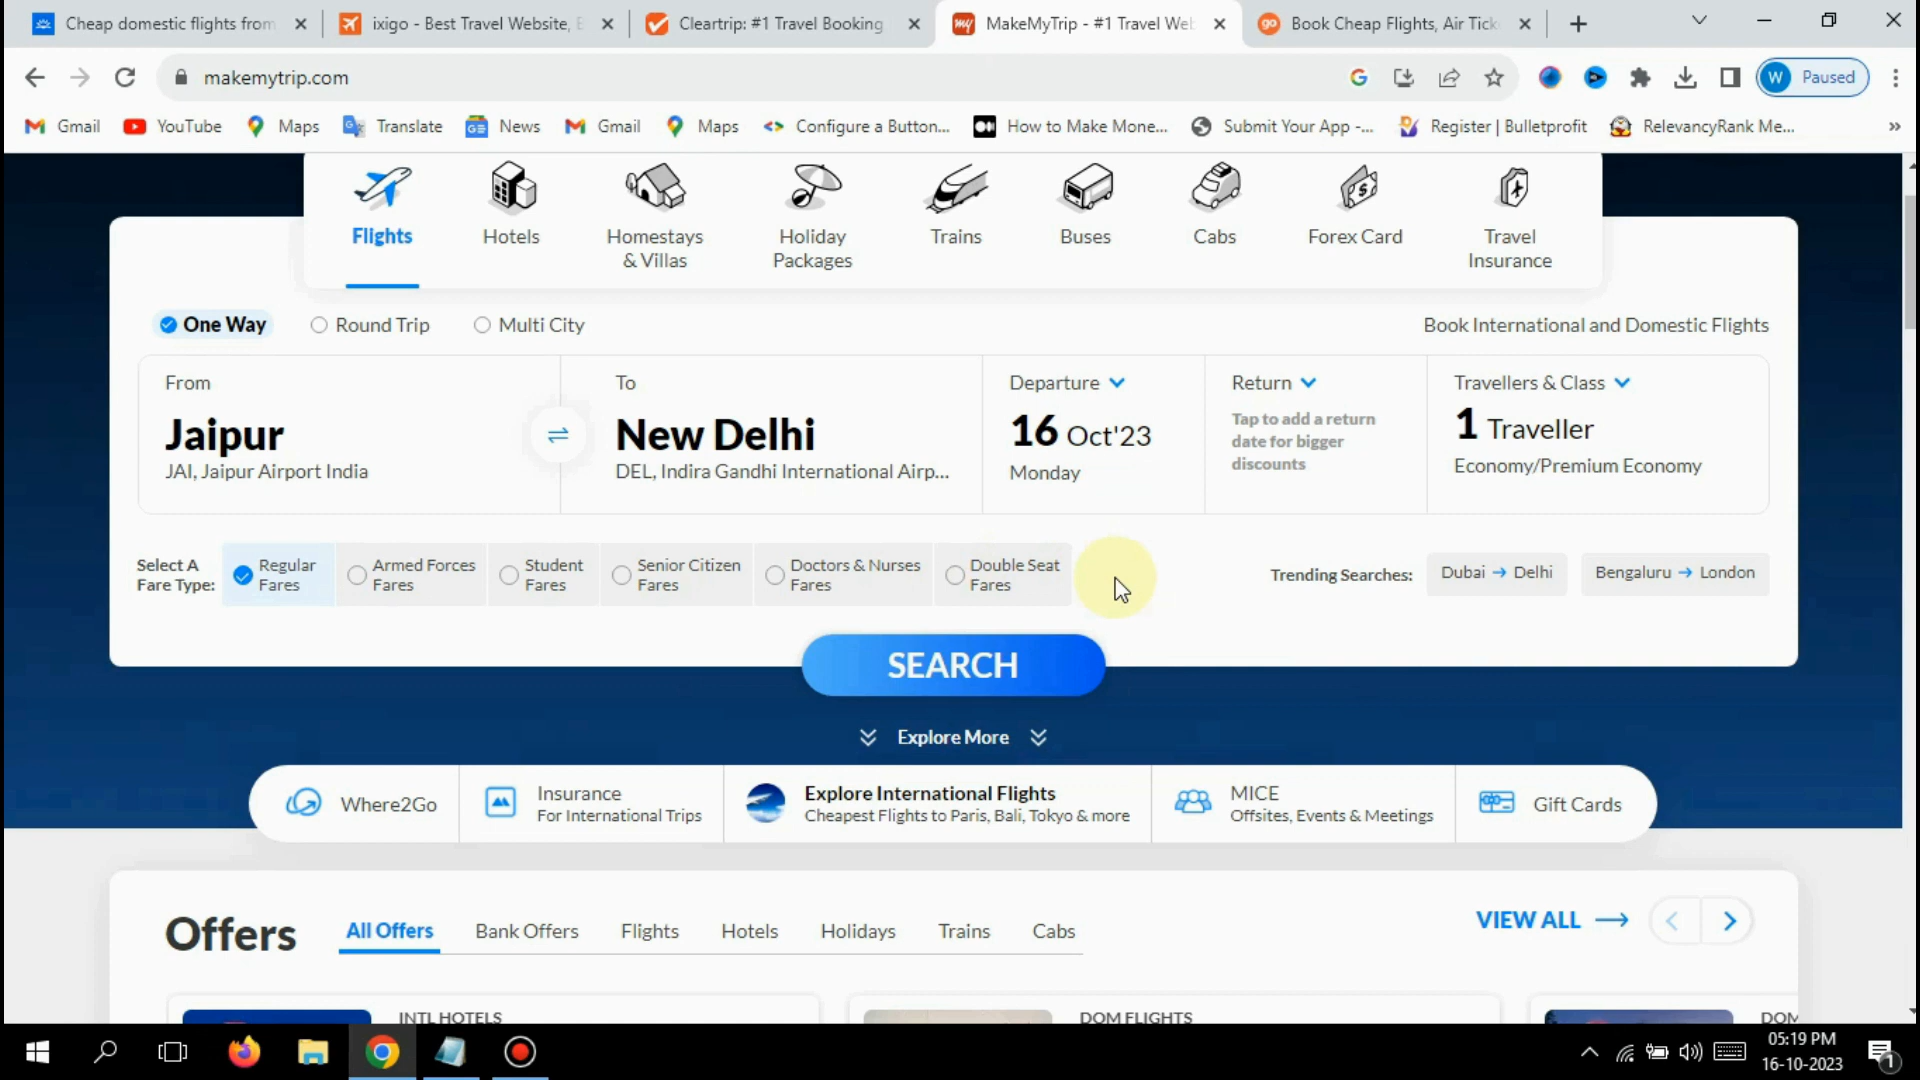 Cheap domestic flights from
ixigo - Best Travel Website, E
Cleartrip: #1 Travel Booking
my
MakeMyTrip - #1 Travel Web
go
Book Cheap Flights, Air Tick
makemytrip.com
W
Paused
Gmail
YouTube
Maps
Translate
News
Gmail
Maps
Configure a Button...
How to Make Mone...
Submit Your App -...
Register | Bulletprofit
RelevancyRank Me...
Flights
Hotels
Homestays
& Villas
Holiday
Packages
Trains
Buses
Cabs
Forex Card
Travel
Insurance
One Way
Round Trip
Multi City
Book International and Domestic Flights
From
Jaipur
JAI, Jaipur Airport India
To
New Delhi
DEL, Indira Gandhi International Airp...
Departure
16 Oct'23
Monday
Return
Tap to add a return
date for bigger
discounts
Travellers & Class
1 Traveller
Economy/Premium Economy
Select A
Fare Type:
Regular
Fares
Armed Forces
Fares
Student
Fares
Senior Citizen
Fares
Doctors & Nurses
Fares
Double Seat
Fares
Trending Searches:
Dubai → Delhi
Bengaluru → London
SEARCH
Explore More
Where2Go
Insurance
For International Trips
Explore International Flights
Cheapest Flights to Paris, Bali, Tokyo & more
MICE
Offsites, Events & Meetings
Gift Cards
Offers
All Offers
Bank Offers
Flights
Hotels
Holidays
Trains
Cabs
VIEW ALL
INTL HOTELS
DOM FLIGHTS
DOM
05:19 PM
16-10-2023
1